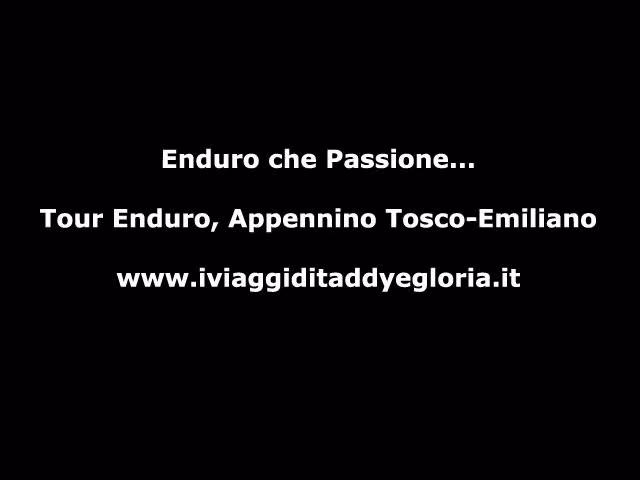 Enduro che Passione...
Tour Enduro, Appennino Tosco-Emiliano
www.iviaggiditaddyegloria.it